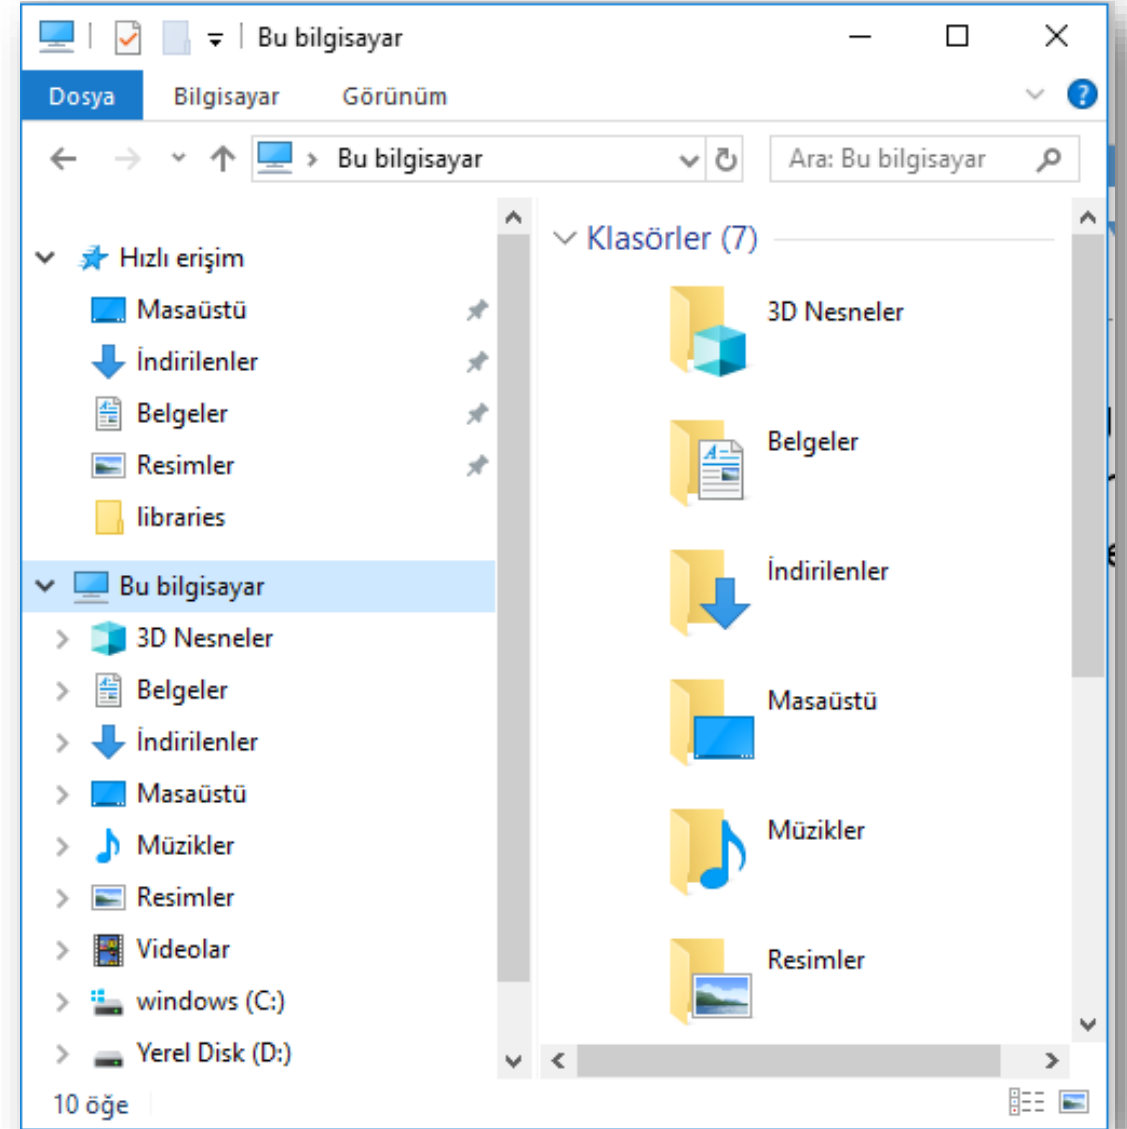 Bu bilgisayar
Dosya Bilgisayar Görünüm
Bu bilgisayar
Ara: Bu bilgisayar
Hızlı erişim
Masaüstü
İndirilenler
Belgeler
Resimler
libraries
Bu bilgisayar
3D Nesneler
Belgeler
İndirilenler
Masaüstü
Müzikler
Resimler
Videolar
windows (C:)
Yerel Disk (D:)
Klasörler (7)
3D Nesneler
Belgeler
İndirilenler
Masaüstü
Müzikler
Resimler
10 öğe